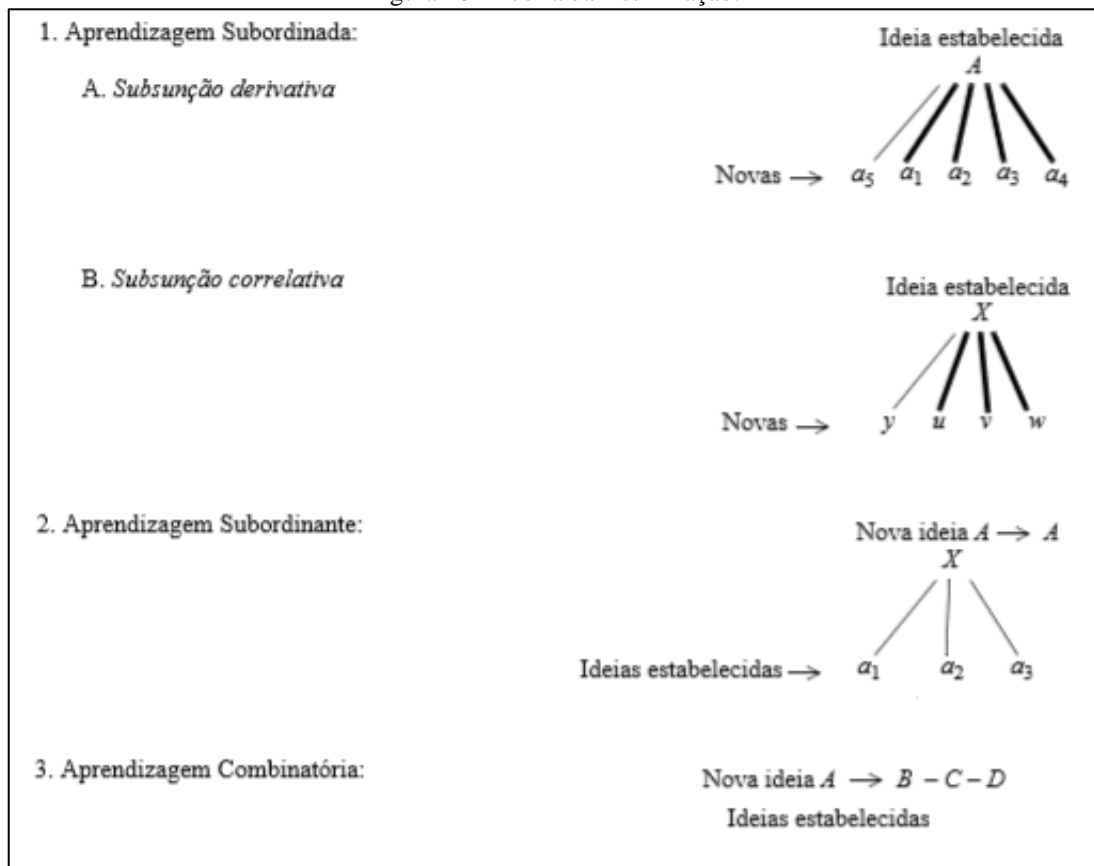 1. Aprendizagem Subordinada:
Ideia estabelecida
A
A. Subsunção derivativa
Novas → a5 a1 a2 a3 a4
B. Subsunção correlativa
Ideia estabelecida
X
Novas → y u v w
2. Aprendizagem Subordinante:
Nova ideia A → A
X
Ideias estabelecidas → a1 a2 a3
3. Aprendizagem Combinatória:
Nova ideia A → B – C – D
Ideias estabelecidas